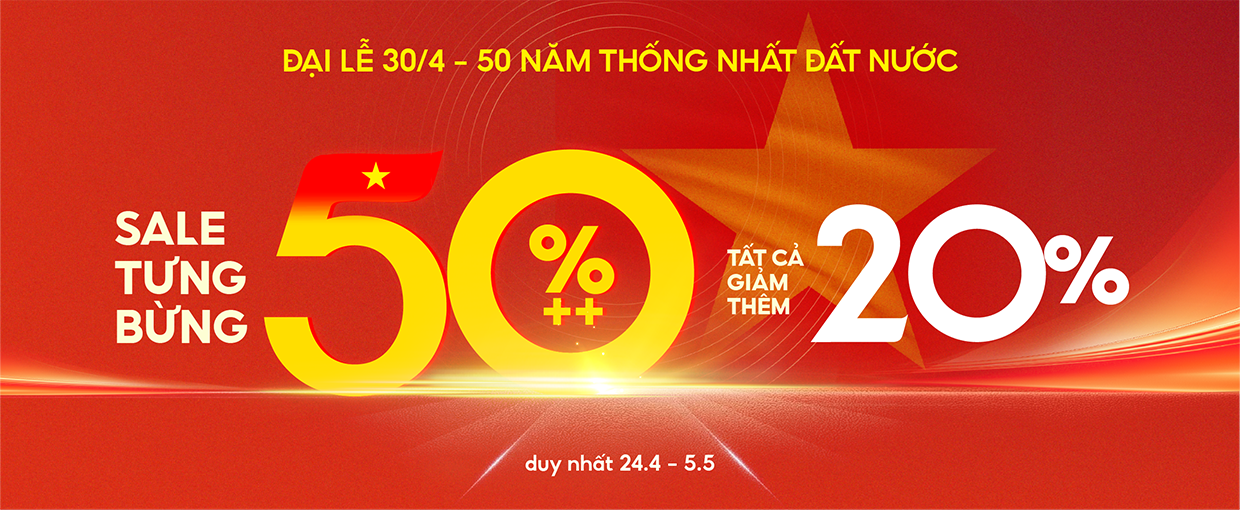 ĐẠI LỄ 30/4 - 50 NĂM THỐNG NHẤT ĐẤT NƯỚC
SALE
TƯNG
BỪNG
50
%
++
TẤT CẢ
GIẢM
THÊM
20%
duy nhất 24.4 - 5.5